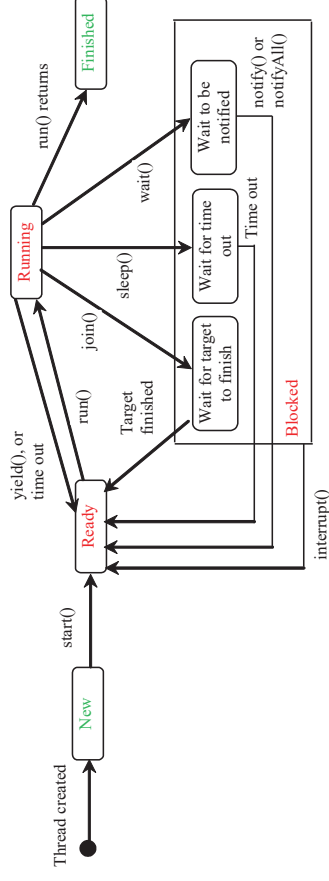 Thread created
New
start()
Ready
yield(), or
time out
run()
Running
run() returns
Finished
join()
sleep()
wait()
Target
finished
Wait for target
to finish
Wait for time
out
Wait to be
notified
Time out
notify() or
notifyAll()
Blocked
interrupt()